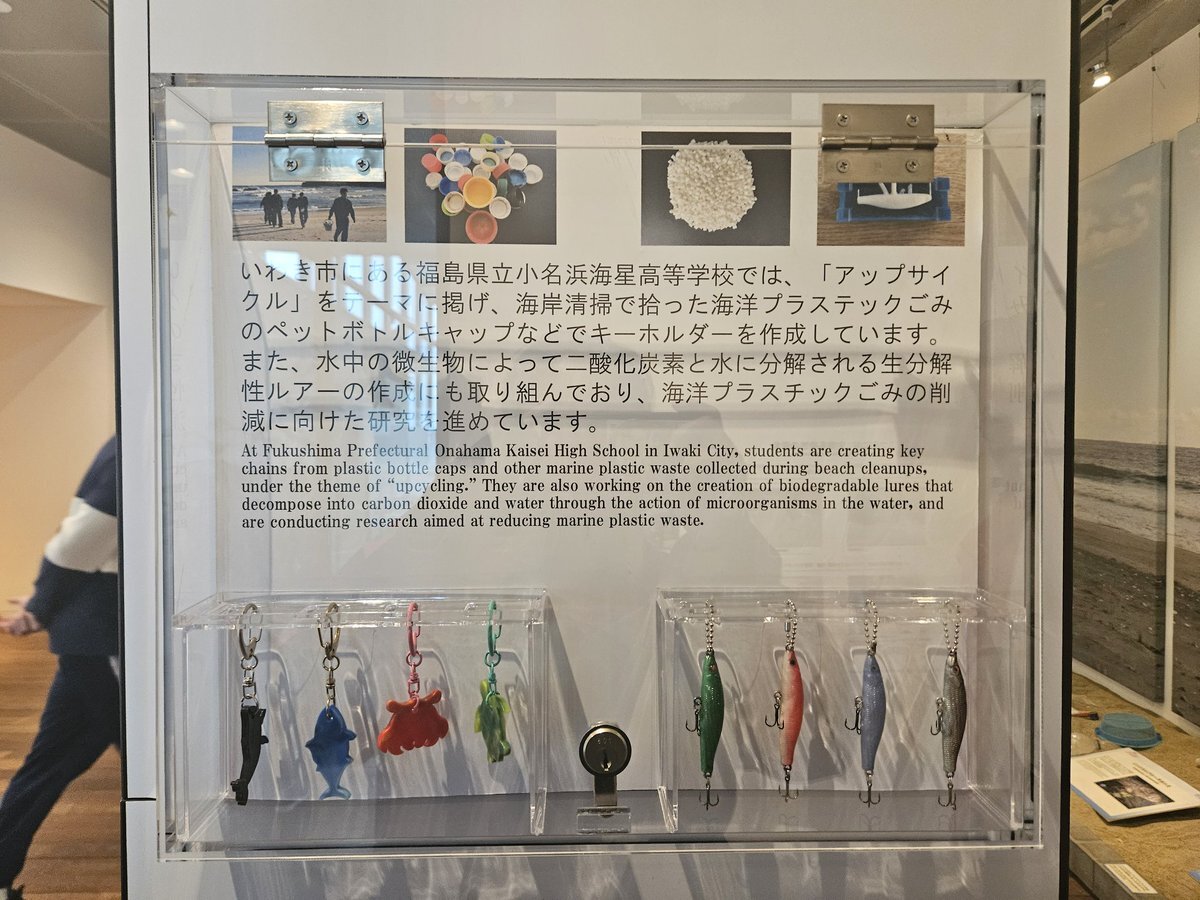 いわき市にある福島県立小名浜海星高等学校では、「アップサイ
クル」をテーマに掲げ、海岸清掃で拾った海洋プラステックごみ
のペットボトルキャップなどでキーホルダーを作成しています。
また、水中の微生物によって二酸化炭素と水に分解される生分解
性ルアーの作成にも取り組んでおり、海洋プラスチックごみの削
減に向けた研究を進めています。
At Fukushima Prefectural Onahama Kaisei High School in Iwaki City, students are creating key
chains from plastic bottle caps and other marine plastic waste collected during beach cleanups,
under the theme of “upcycling.” They are also working on the creation of biodegradable lures that
decompose into carbon dioxide and water through the action of microorganisms in the water, and
are conducting research aimed at reducing marine plastic waste.